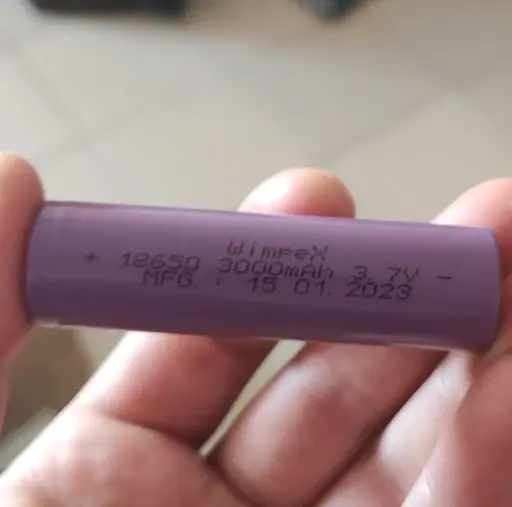 WimpeX
+ 18650 3000mAh 3.7V -
MFG. : 15.01.2023